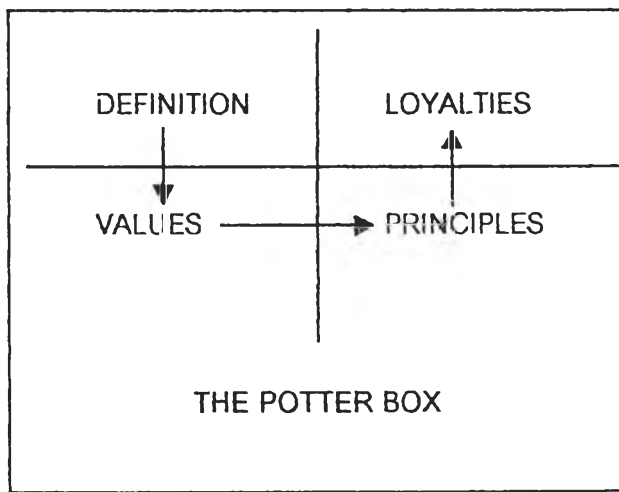 DEFINITION LOYALTIES
VALUES PRINCIPLES
THE POTTER BOX